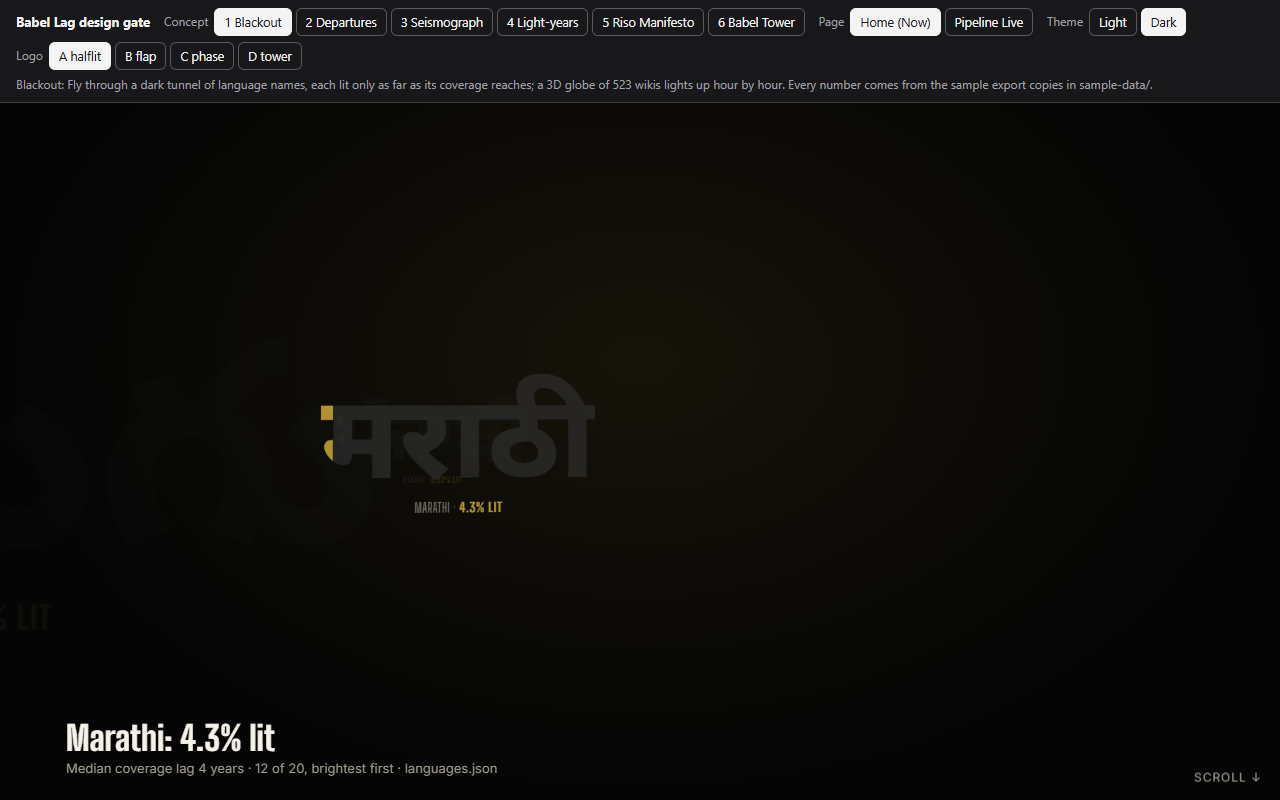 Babel Lag design gate Concept 1 Blackout 2 Departures 3 Seismograph 4 Light-years 5 Riso Manifesto 6 Babel Tower Page Home (Now) Pipeline Live Theme Light Dark
Logo A halflit B flap C phase D tower
Blackout: Fly through a dark tunnel of language names, each lit only as far as its coverage reaches; a 3D globe of 523 wikis lights up hour by hour. Every number comes from the sample export copies in sample-data/.
मराठी
MARATHI · 4.3% LIT
% LIT
Marathi: 4.3% lit
Median coverage lag 4 years · 12 of 20, brightest first · languages.json
SCROLL ↓